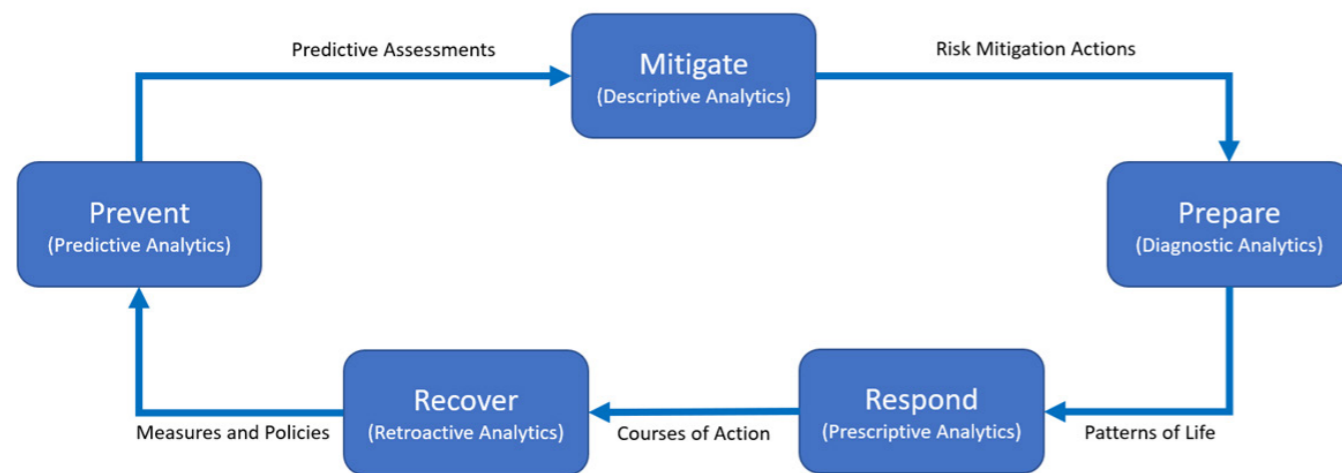 Predictive Assessments
Mitigate
(Descriptive Analytics)
Risk Mitigation Actions
Prevent
(Predictive Analytics)
Prepare
(Diagnostic Analytics)
Recover
(Retroactive Analytics)
Respond
(Prescriptive Analytics)
Measures and Policies
Courses of Action
Patterns of Life